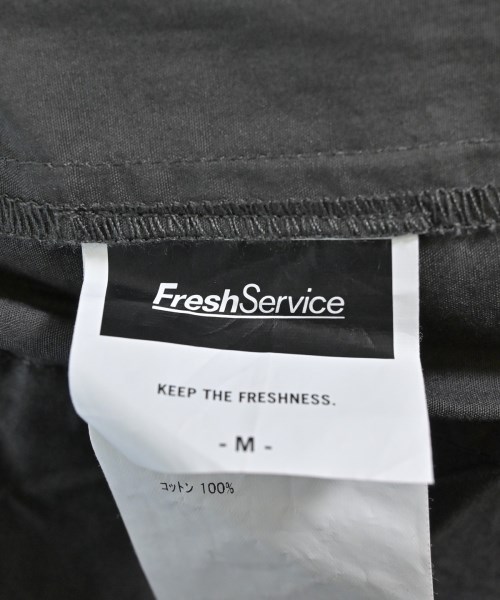 FreshService
KEEP THE FRESHNESS.
- M -
コットン 100%